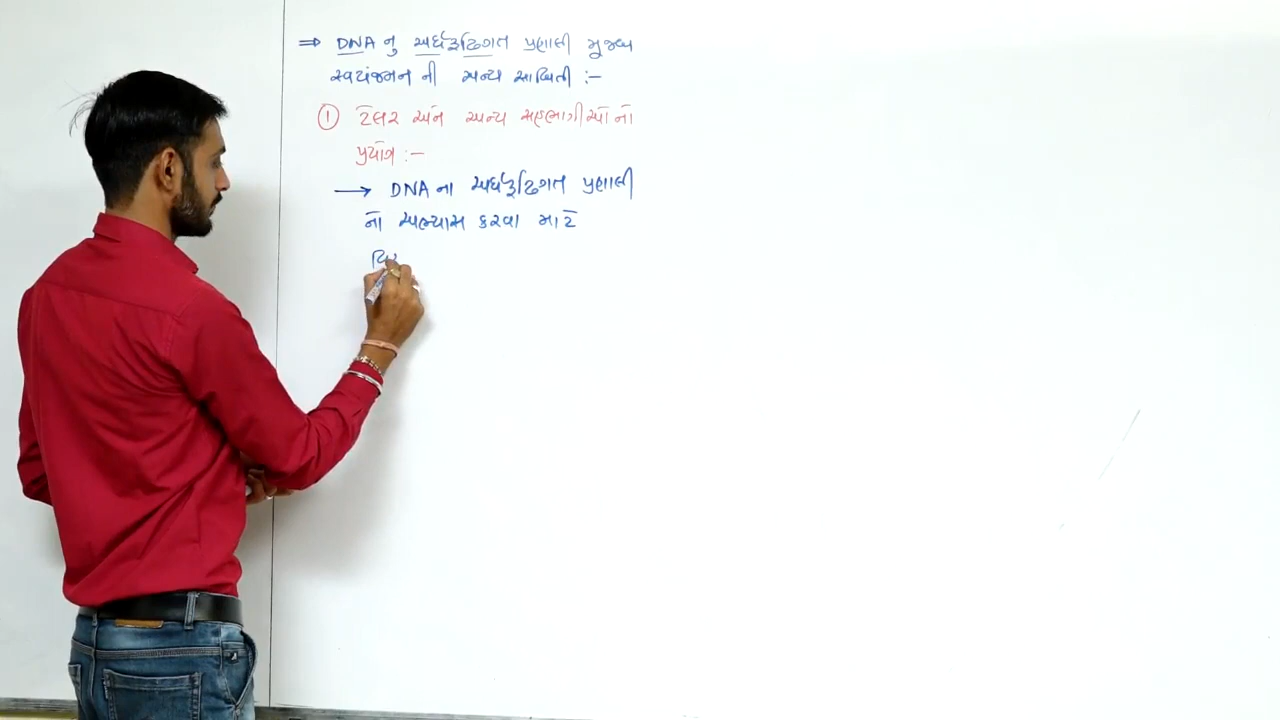 ⇒ DNA નુ અર્ધરૂઢિગત પ્રણાલી મૂજબ
સ્વયંજનન ની અન્ય સાબિતી :-
① ટેલર અને અન્ય સહભાગીઓ નો
પ્રયોગ :-
→ DNA ના અર્ધરૂઢિગત પ્રણાલી
નો અભ્યાસ કરવા માટે